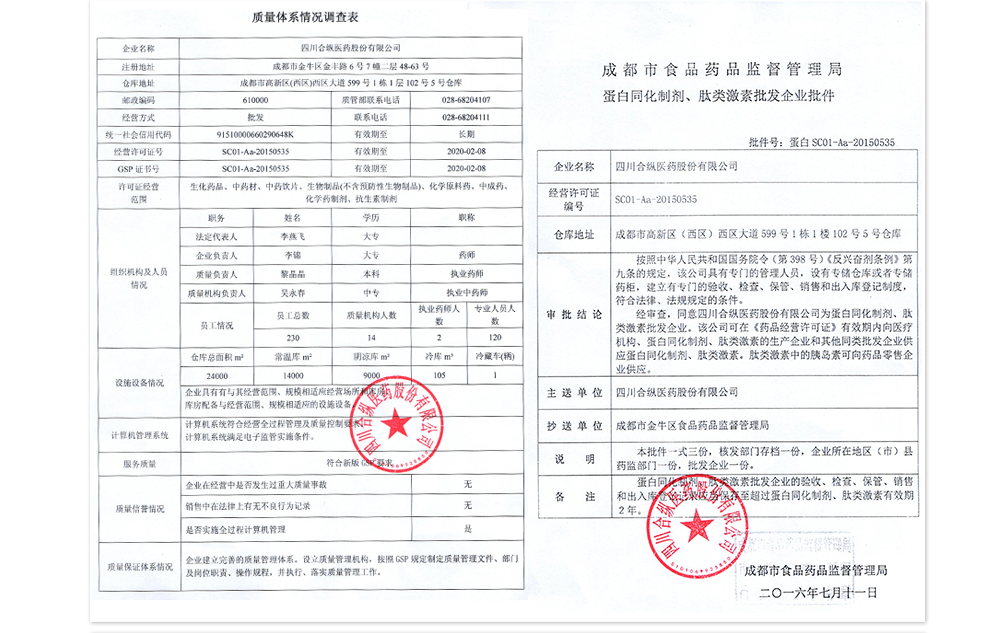 质量体系情况调查表
企业名称 四川合纵医药股份有限公司
注册地址 成都市金牛区金丰路 6 号 7 幢二层 48-63 号
仓库地址 成都市高新区(西区)西区大道 599 号 1 栋 1 层 102 号 5 号仓库
邮政编码 610000 质管部联系电话 028-68204107
经营方式 批发 联系电话 028-68204111
统一社会信用代码 91510000660290648K 有效期至 长期
经营许可证号 SC01-Aa-20150535 有效期至 2020-02-08
GSP 证书号 SC01-Aa-20150535 有效期至 2020-02-08
许可证经营 生化药品、中药材、中药饮片、生物制品(不含预防性生物制品)、化学原料药、中成药、
范围 化学药制剂、抗生素制剂
组织机构及人员
情况
职务 姓名 学历 职称
法定代表人 李燕飞 大专
企业负责人 李锦 大专 药师
质量负责人 黎晶晶 本科 执业药师
质量机构负责人 吴永春 中专 执业中药师
员工情况 员工总数 质量机构人数 执业药师人数 专业人员人数
230 14 2 120
设施设备情况
仓库总面积 m² 常温库 m² 阴凉库 m² 冷库 m³ 冷藏车(辆)
24000 14000 9000 105 1
企业具有有与其经营范围、规模相适应经营场所和库房,
库房配备与经营范围、规模相适应的设施设备
计算机管理系统
计算机系统符合经营全过程管理及质量控制要求,
计算机系统满足电子监管实施条件。
服务质量 符合新版 GSP 要求
质量信誉情况
企业在经营中是否发生过重大质量事故 无
销售中在法律上有无不良行为记录 无
是否实施全过程计算机管理 是
质量保证体系情况
企业建立完善的质量管理体系、设立质量管理机构,按照 GSP 规定制定质量管理文件、部门
及岗位职责、操作规程,并执行、落实质量管理工作。
四川合纵医药股份有限公司
成都市食品药品监督管理局
蛋白同化制剂、肽类激素批发企业批件
批件号:蛋白 SC01-Aa-20150535
企业名称 四川合纵医药股份有限公司
经营许可证
编号 SC01-Aa-20150535
仓库地址 成都市高新区(西区)西区大道 599 号 1 栋 1 楼 102 号 5 号仓库
审批结论
按照中华人民共和国国务院令(第 398 号)《反兴奋剂条例》第
九条的规定,该公司具有专门的管理人员,设有专储仓库或者专储
药柜,建立有专门的验收、检查、保管、销售和出入库登记制度,
符合法律、法规规定的条件。
经审查,同意四川合纵医药股份有限公司为蛋白同化制剂、肽
类激素批发企业。该公司可在《药品经营许可证》有效期内向医疗
机构、蛋白同化制剂、肽类激素的生产企业和其他同类批发企业供
应蛋白同化制剂、肽类激素。肽类激素中的胰岛素可向药品零售企
业供应。
主送单位 四川合纵医药股份有限公司
抄送单位 成都市金牛区食品药品监督管理局
说明
本批件一式三份,核发部门存档一份,企业所在地区(市)县
药监部门一份,批发企业一份。
备注
蛋白同化制剂、肽类激素批发企业的验收、检查、保管、销售
和出入库登记记录应当保存至超过蛋白同化制剂、肽类激素有效期
2 年。
四川合纵医药股份有限公司
成都市食品药品监督管理局
二〇一六年七月十一日